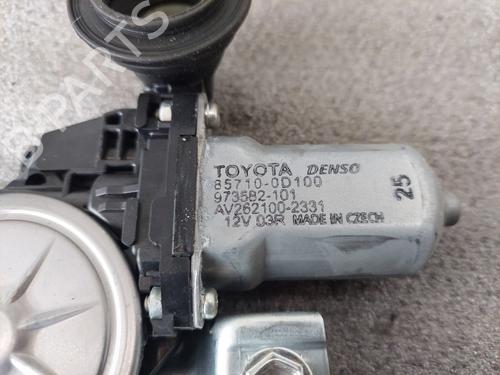 TOYOTA DENSO
85710-0D100
973582-101
AV262100-2331
12V 03R MADE IN CZECH
25